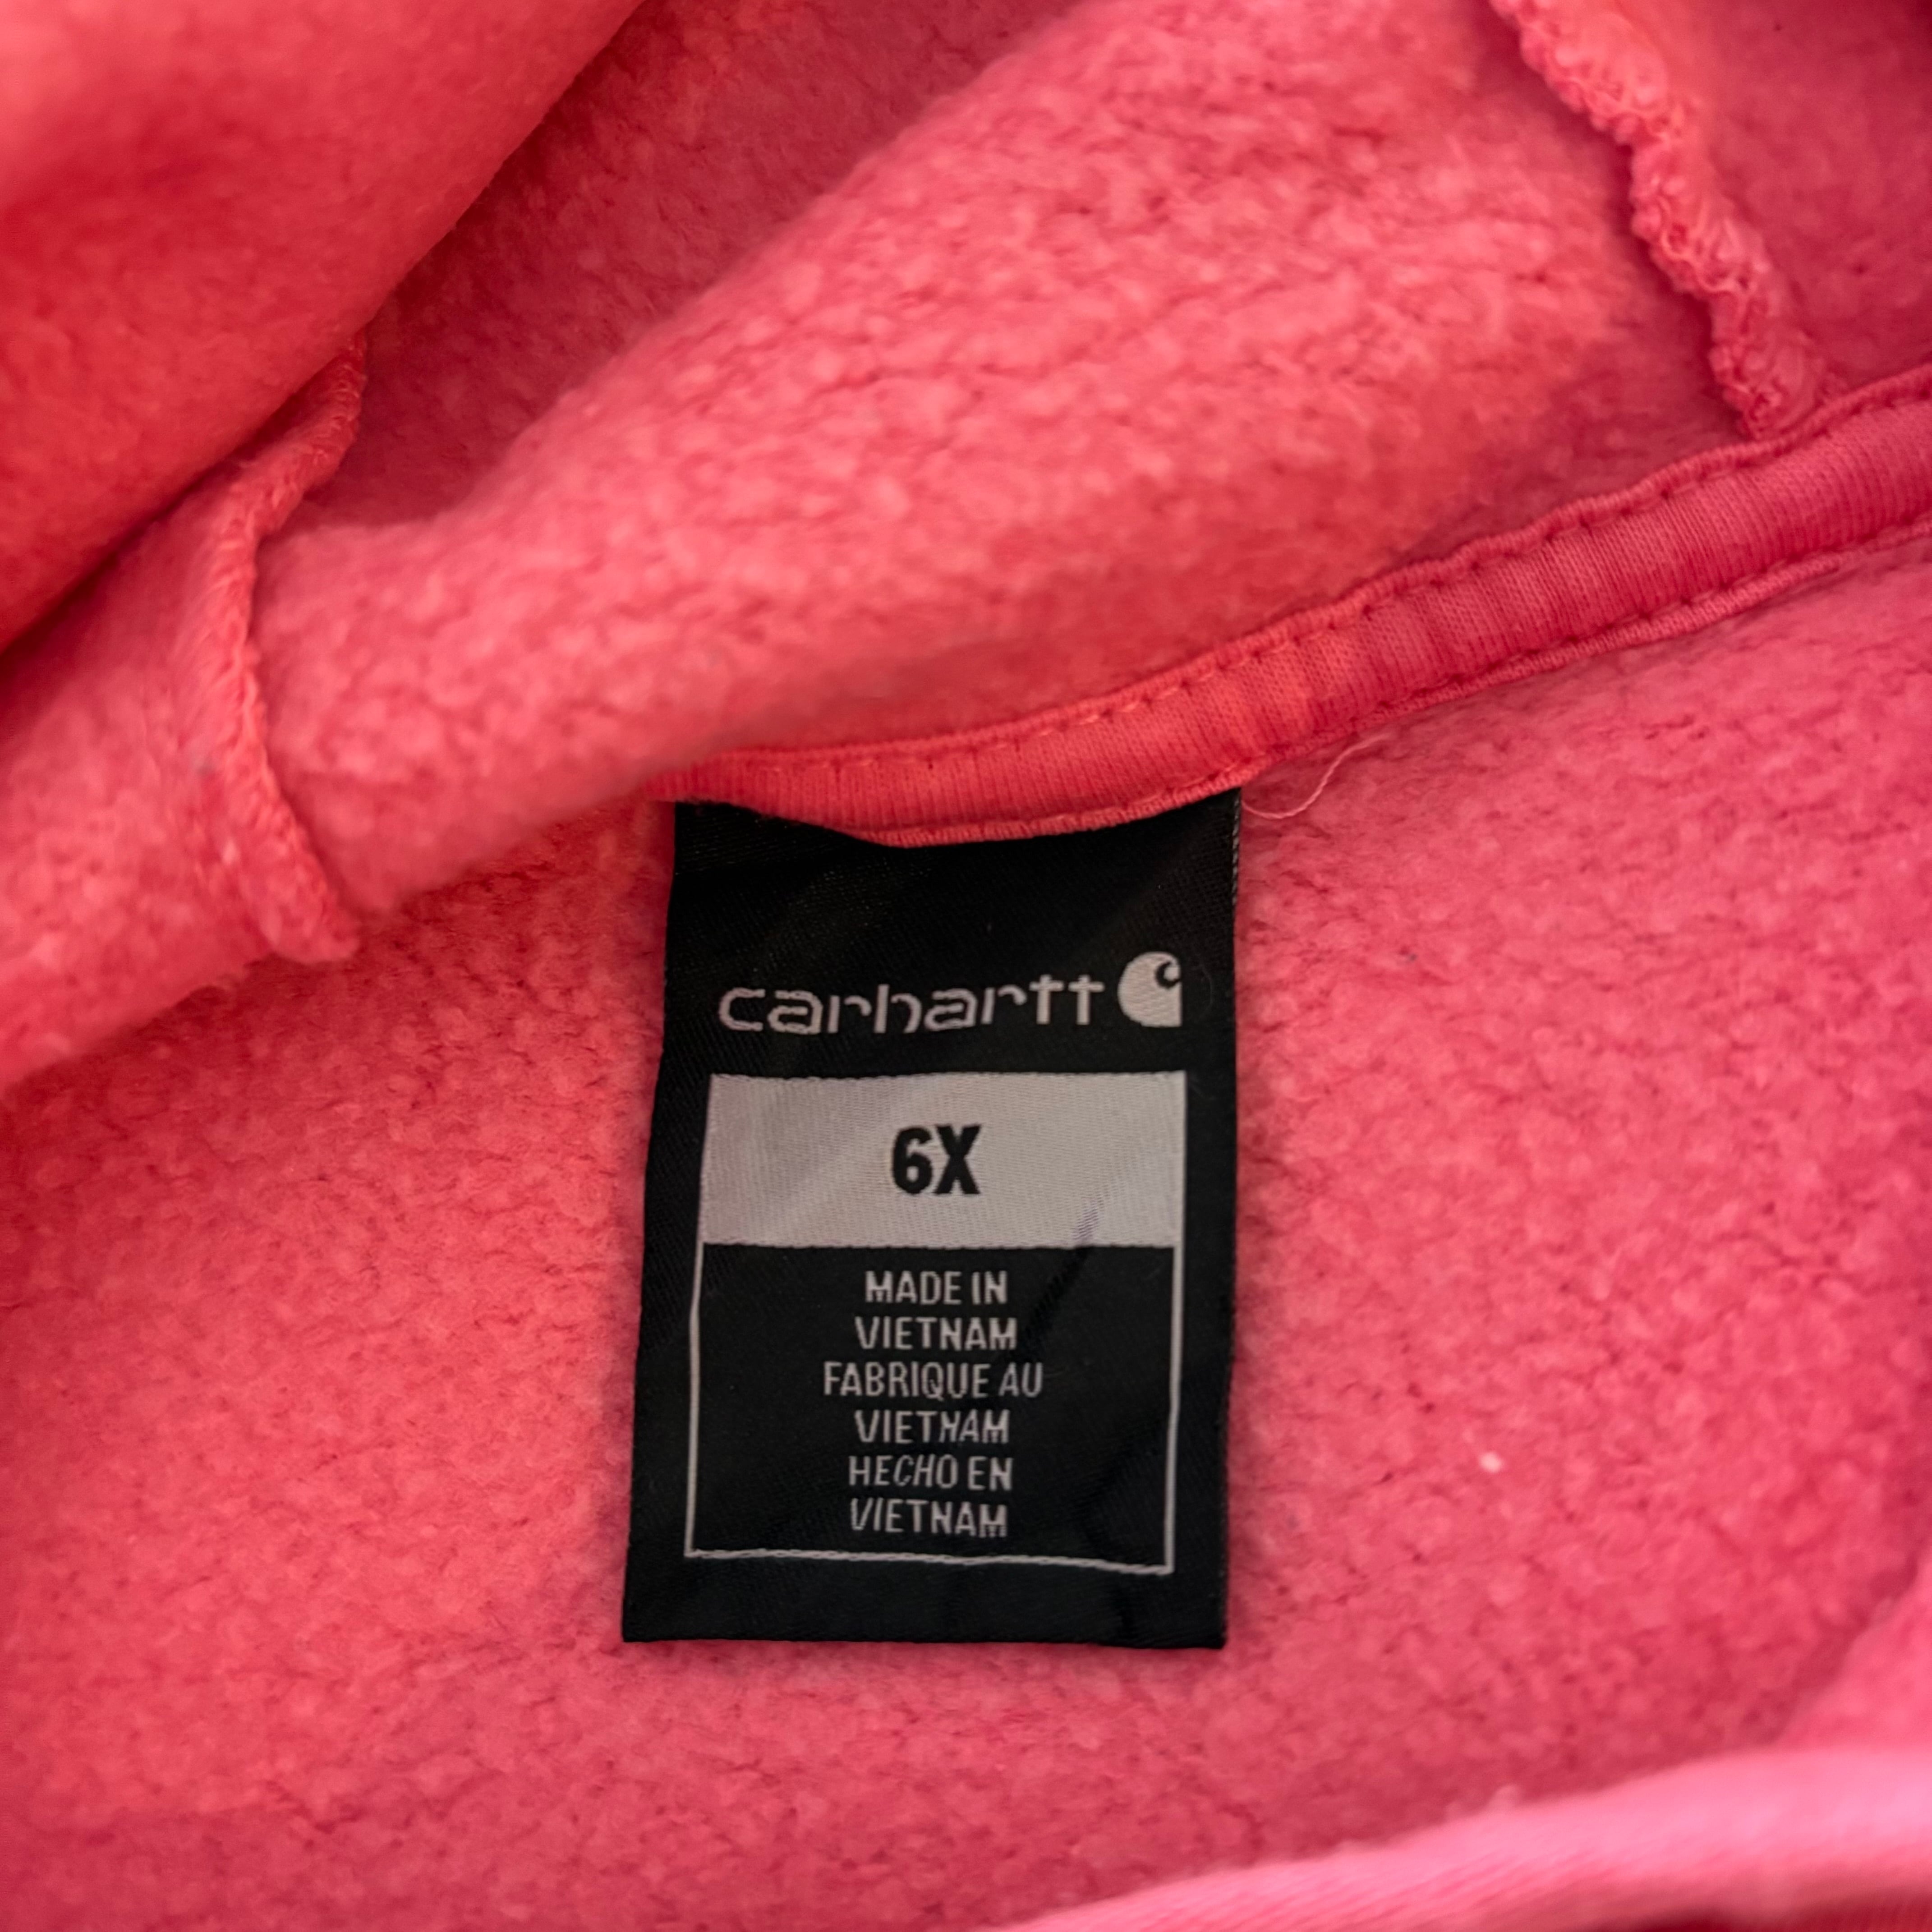 carhartt
6X
MADE IN
VIETNAM
FABRIQUE AU
VIETNAM
HECHO EN
VIETNAM